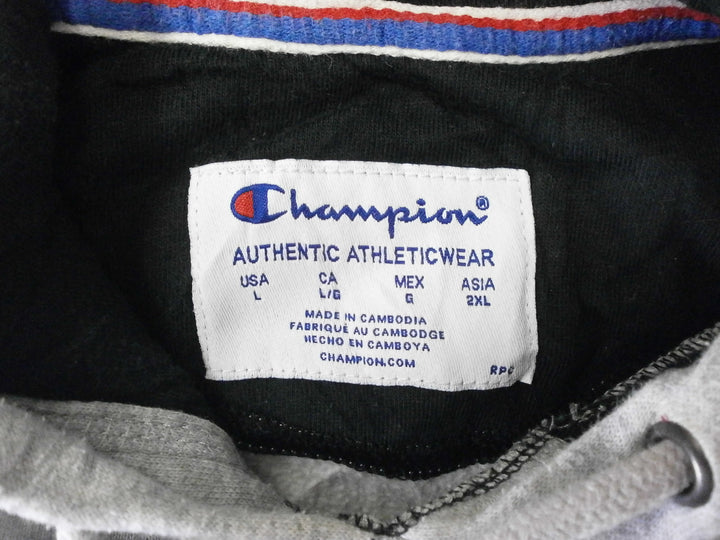 Champion®
AUTHENTIC ATHLETICWEAR
USA CA MEX ASIA
L L/G G 2XL
MADE IN CAMBODIA
FABRIQUÉ AU CAMBODGE
HECHO EN CAMBOYA
CHAMPION.COM
RPC